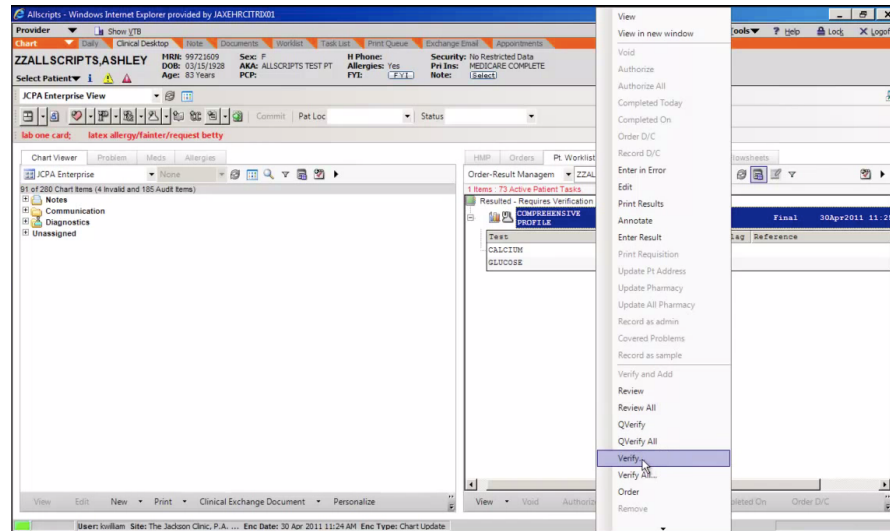 Allscripts - Windows Internet Explorer provided by JAXEHRCITRIX01
Provider Show VTB Tools Help Lock Logoff
Chart Daily Clinical Desktop Note Documents Worklist Task List Print Queue Exchange Email Appointments
ZZALLSCRIPTS,ASHLEY MRN: 99721609 Sex: F H Phone: Security: No Restricted Data
DOB: 03/15/1928 AKA: ALLSCRIPTS TEST PT Allergies: Yes Pri Ins: MEDICARE COMPLETE
Select Patient Age: 83 Years PCP: FYI: FYI Note: (Select)
JCPA Enterprise View
Commit Pat Loc Status
lab one card; latex allergy/fainter/request betty
Chart Viewer Problem Meds Allergies
JCPA Enterprise None
91 of 280 Chart items (4 Invalid and 185 Audit items)
Notes
Communication
Diagnostics
Unassigned
View Edit New Print Clinical Exchange Document Personalize
HMP Orders Pt. Worklist
Order-Result Managem ZZAL
1 Items : 73 Active Patient Tasks
Resulted - Requires Verification
COMPREHENSIVE PROFILE Final 30Apr2011 11:25
Test Reference
CALCIUM
GLUCOSE
View Void Order D/C
View
View in new window
Void
Authorize
Authorize All
Completed Today
Completed On
Order D/C
Record D/C
Enter in Error
Edit
Print Results
Annotate
Enter Result
Print Requisition
Update Pt Address
Update Pharmacy
Update All Pharmacy
Record as admin
Covered Problems
Record as sample
Verify and Add
Review
Review All
QVerify
QVerify All
Verify...
Verify All...
Order
Remove
User: kwilliam Site: The Jackson Clinic, P.A. ... Enc Date: 30 Apr 2011 11:24 AM Enc Type: Chart Update